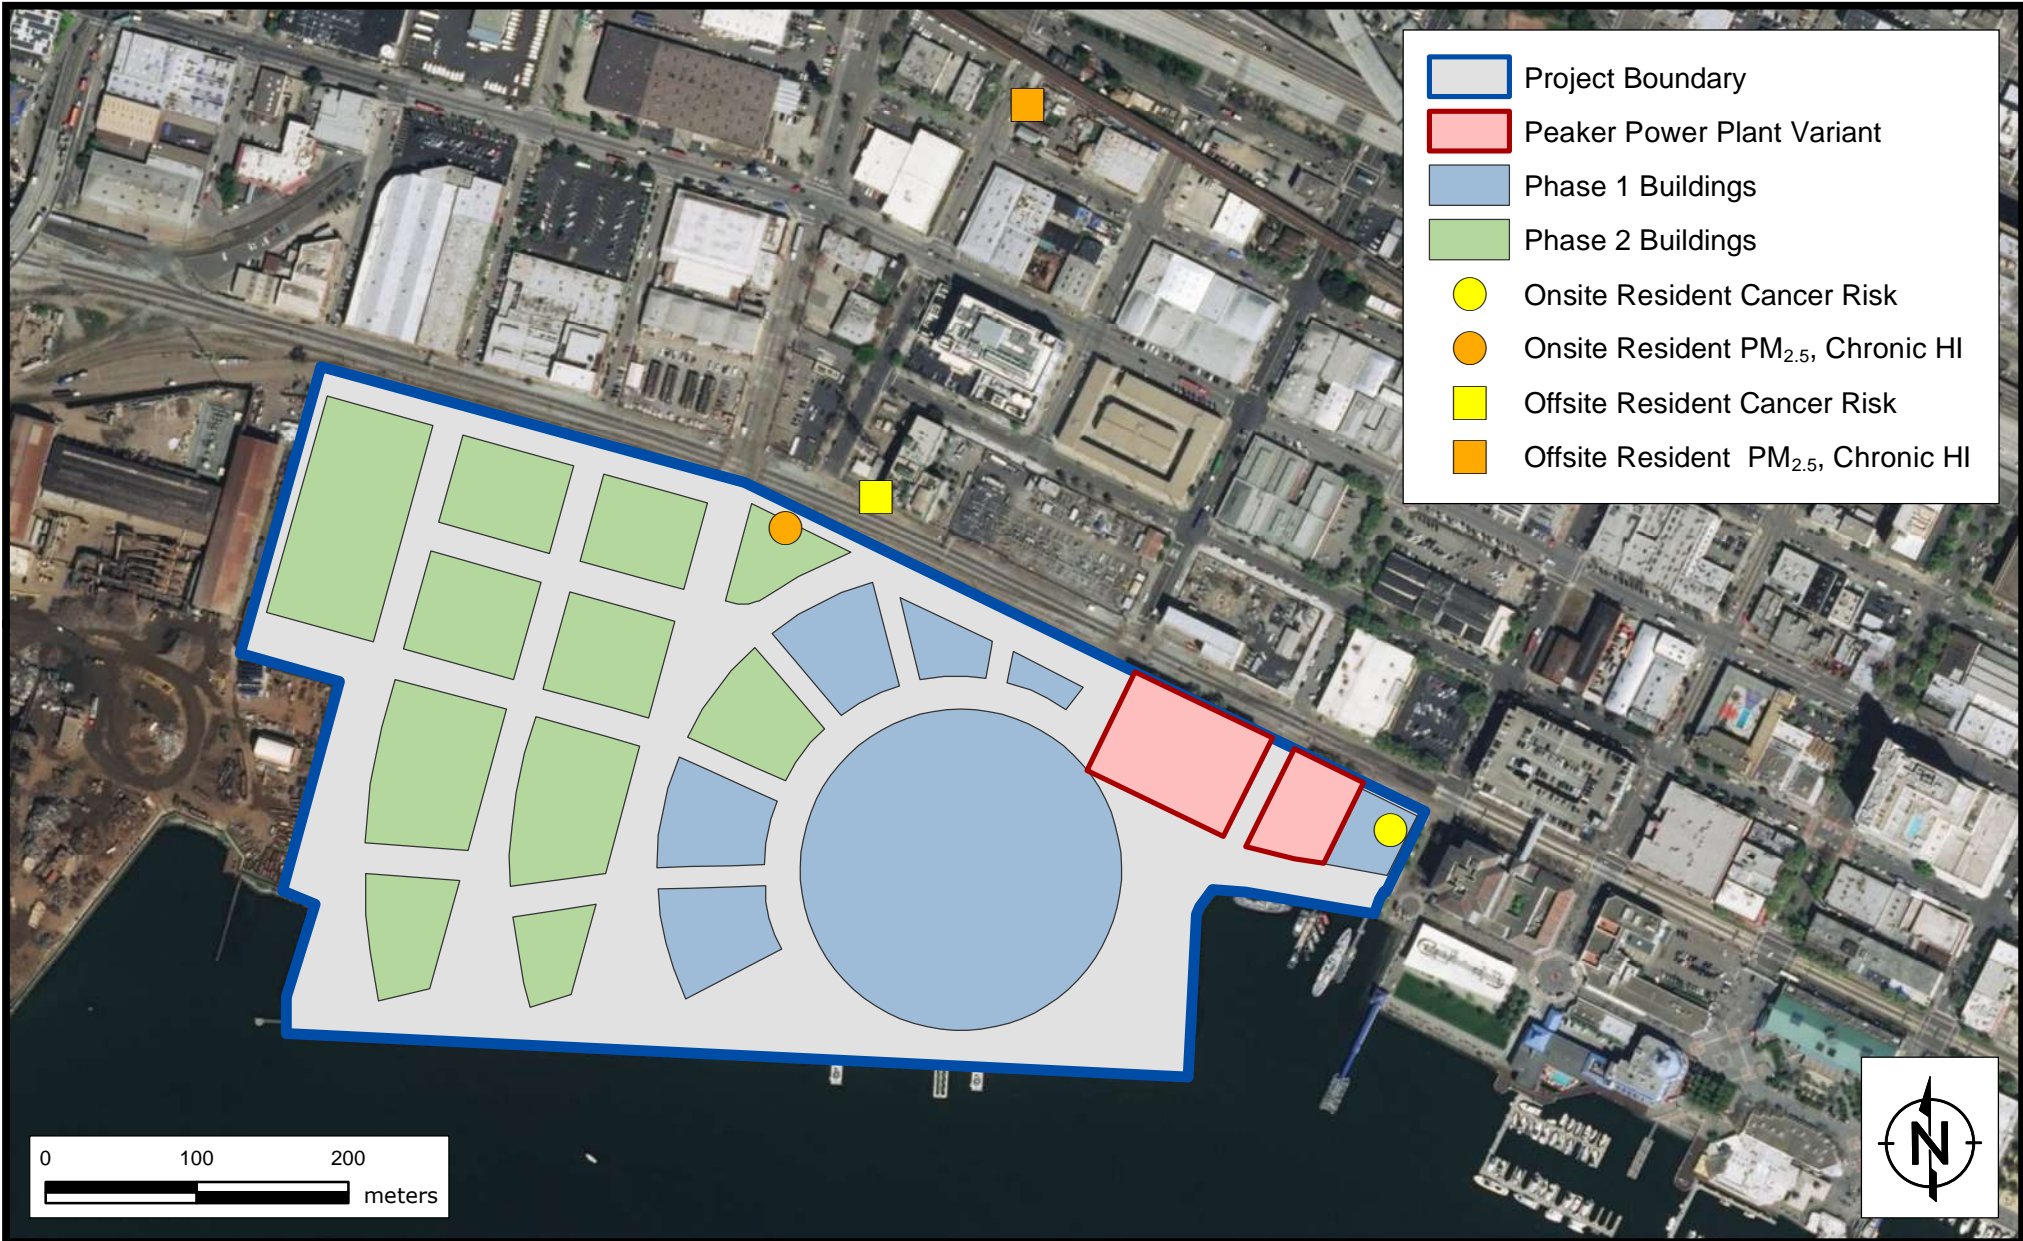 Project Boundary
Peaker Power Plant Variant
Phase 1 Buildings
Phase 2 Buildings
Onsite Resident Cancer Risk
Onsite Resident PM2.5, Chronic HI
Offsite Resident Cancer Risk
Offsite Resident PM2.5, Chronic HI
0 100 200
meters
N